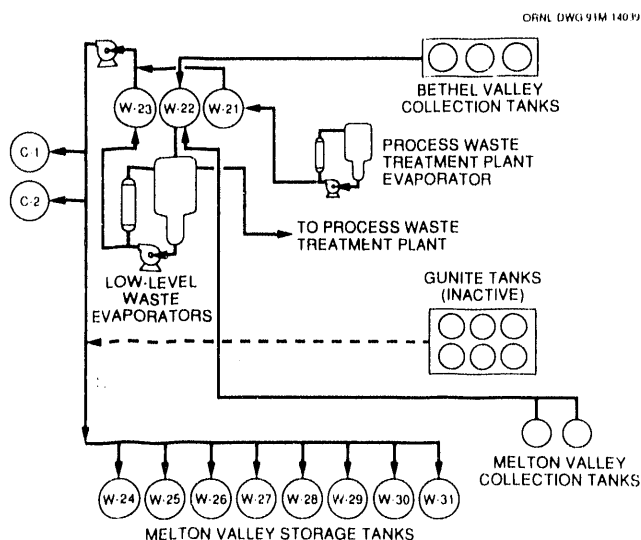 ORNL DWG 91M 14039
BETHEL VALLEY
COLLECTION TANKS
W-23
W-22
W-21
PROCESS WASTE
TREATMENT PLANT
EVAPORATOR
C-1
C-2
TO PROCESS WASTE
TREATMENT PLANT
LOW-LEVEL
WASTE
EVAPORATORS
GUNITE TANKS
(INACTIVE)
MELTON VALLEY
COLLECTION TANKS
W-24
W-25
W-26
W-27
W-28
W-29
W-30
W-31
MELTON VALLEY STORAGE TANKS